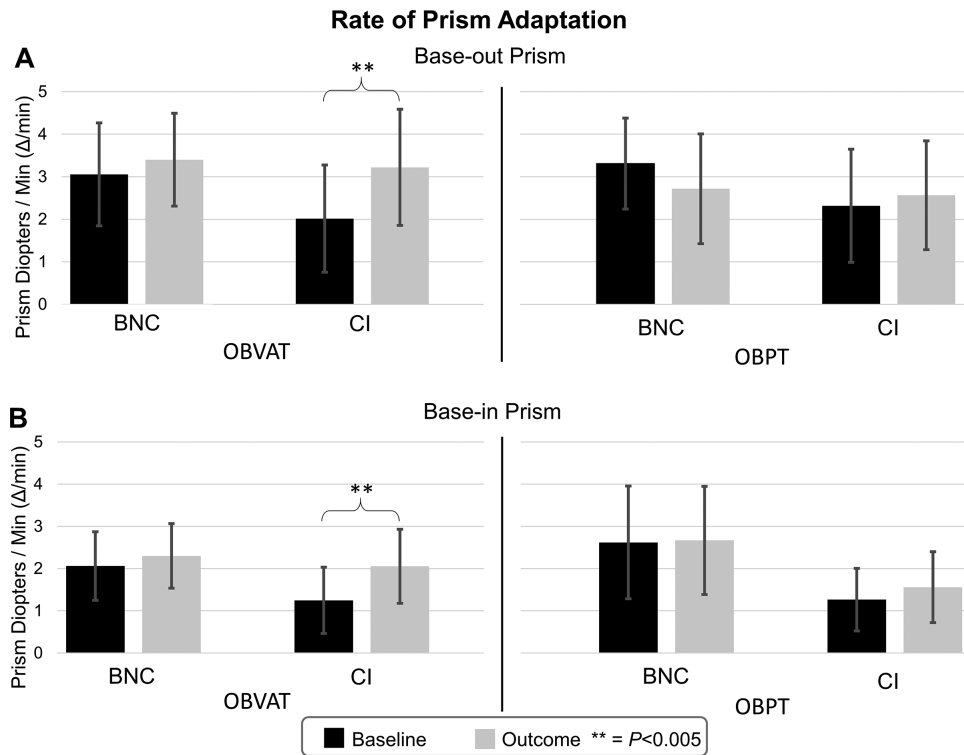 Rate of Prism Adaptation
A
Base-out Prism
**
Prism Diopters / Min (Δ/min)
5
4
3
2
1
0
BNC
CI
OBVAT
BNC
CI
OBPT
B
Base-in Prism
**
Prism Diopters / Min (Δ/min)
5
4
3
2
1
0
BNC
CI
OBVAT
BNC
CI
OBPT
Baseline Outcome ** = P<0.005